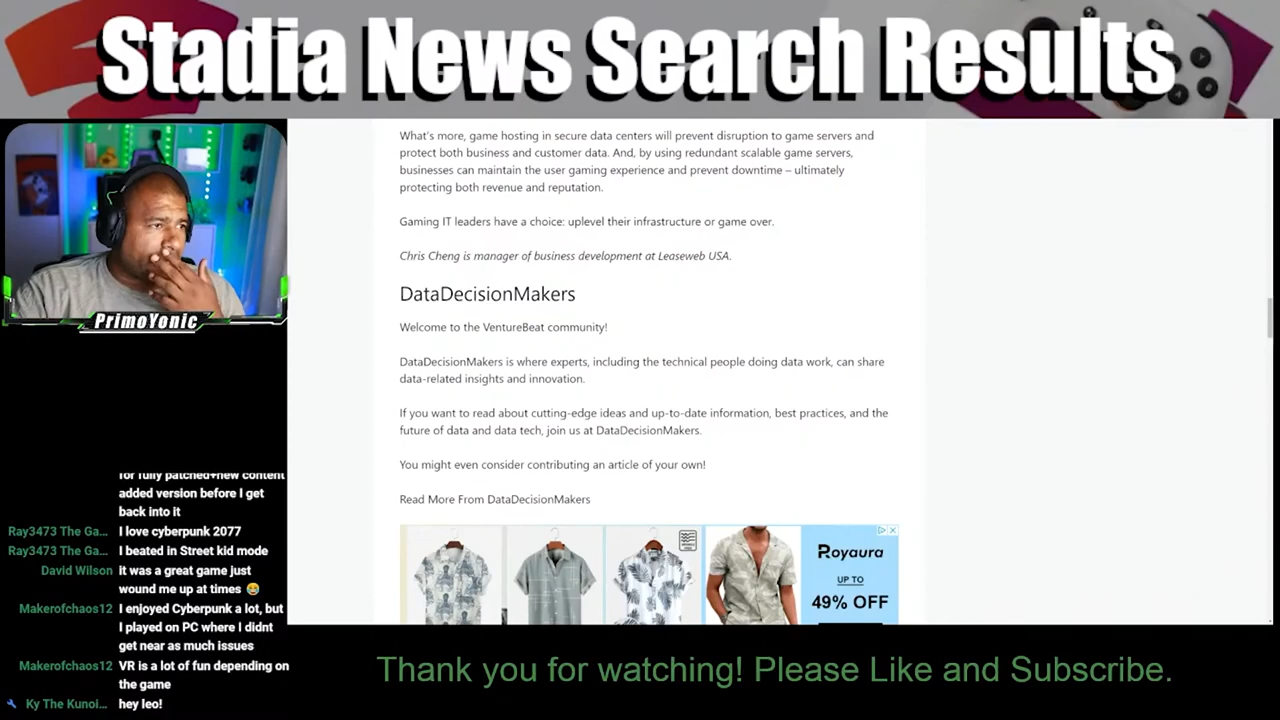 Stadia News Search Results
What's more, game hosting in secure data centers will prevent disruption to game servers and
protect both business and customer data. And, by using redundant scalable game servers,
businesses can maintain the user gaming experience and prevent downtime – ultimately
protecting both revenue and reputation.
Gaming IT leaders have a choice: uplevel their infrastructure or game over.
Chris Cheng is manager of business development at Leaseweb USA.
DataDecisionMakers
Welcome to the VentureBeat community!
DataDecisionMakers is where experts, including the technical people doing data work, can share
data-related insights and innovation.
If you want to read about cutting-edge ideas and up-to-date information, best practices, and the
future of data and data tech, join us at DataDecisionMakers.
You might even consider contributing an article of your own!
Read More From DataDecisionMakers
Royaura
UP TO
49% OFF
PrimoYonic
for fully patched+new content
added version before I get
back into it
Ray3473 The Ga... I love cyberpunk 2077
Ray3473 The Ga... I beated in Street kid mode
David Wilson it was a great game just
wound me up at times 😂
Makerofchaos12 I enjoyed Cyberpunk a lot, but
I played on PC where I didnt
get near as much issues
Makerofchaos12 VR is a lot of fun depending on
the game
Ky The Kunoi... hey leo!
Thank you for watching! Please Like and Subscribe.